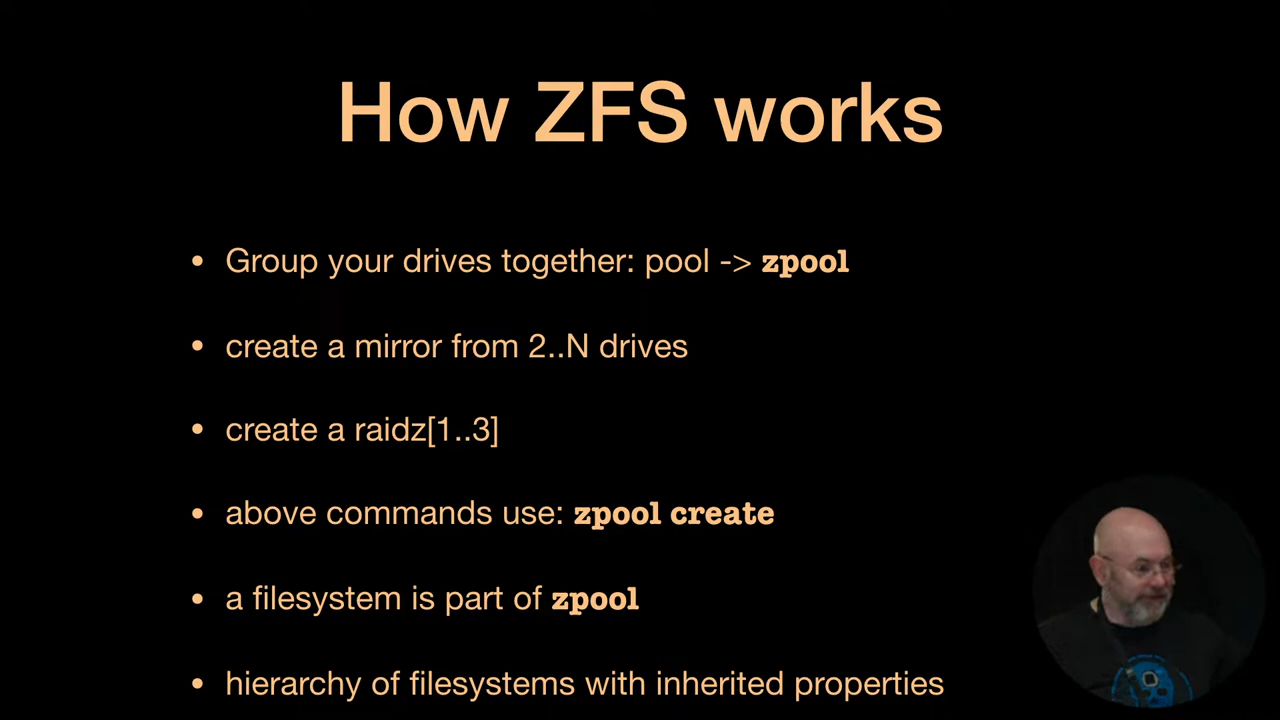 How ZFS works
• Group your drives together: pool -> zpool
• create a mirror from 2..N drives
• create a raidz[1..3]
• above commands use: zpool create
• a filesystem is part of zpool
• hierarchy of filesystems with inherited properties